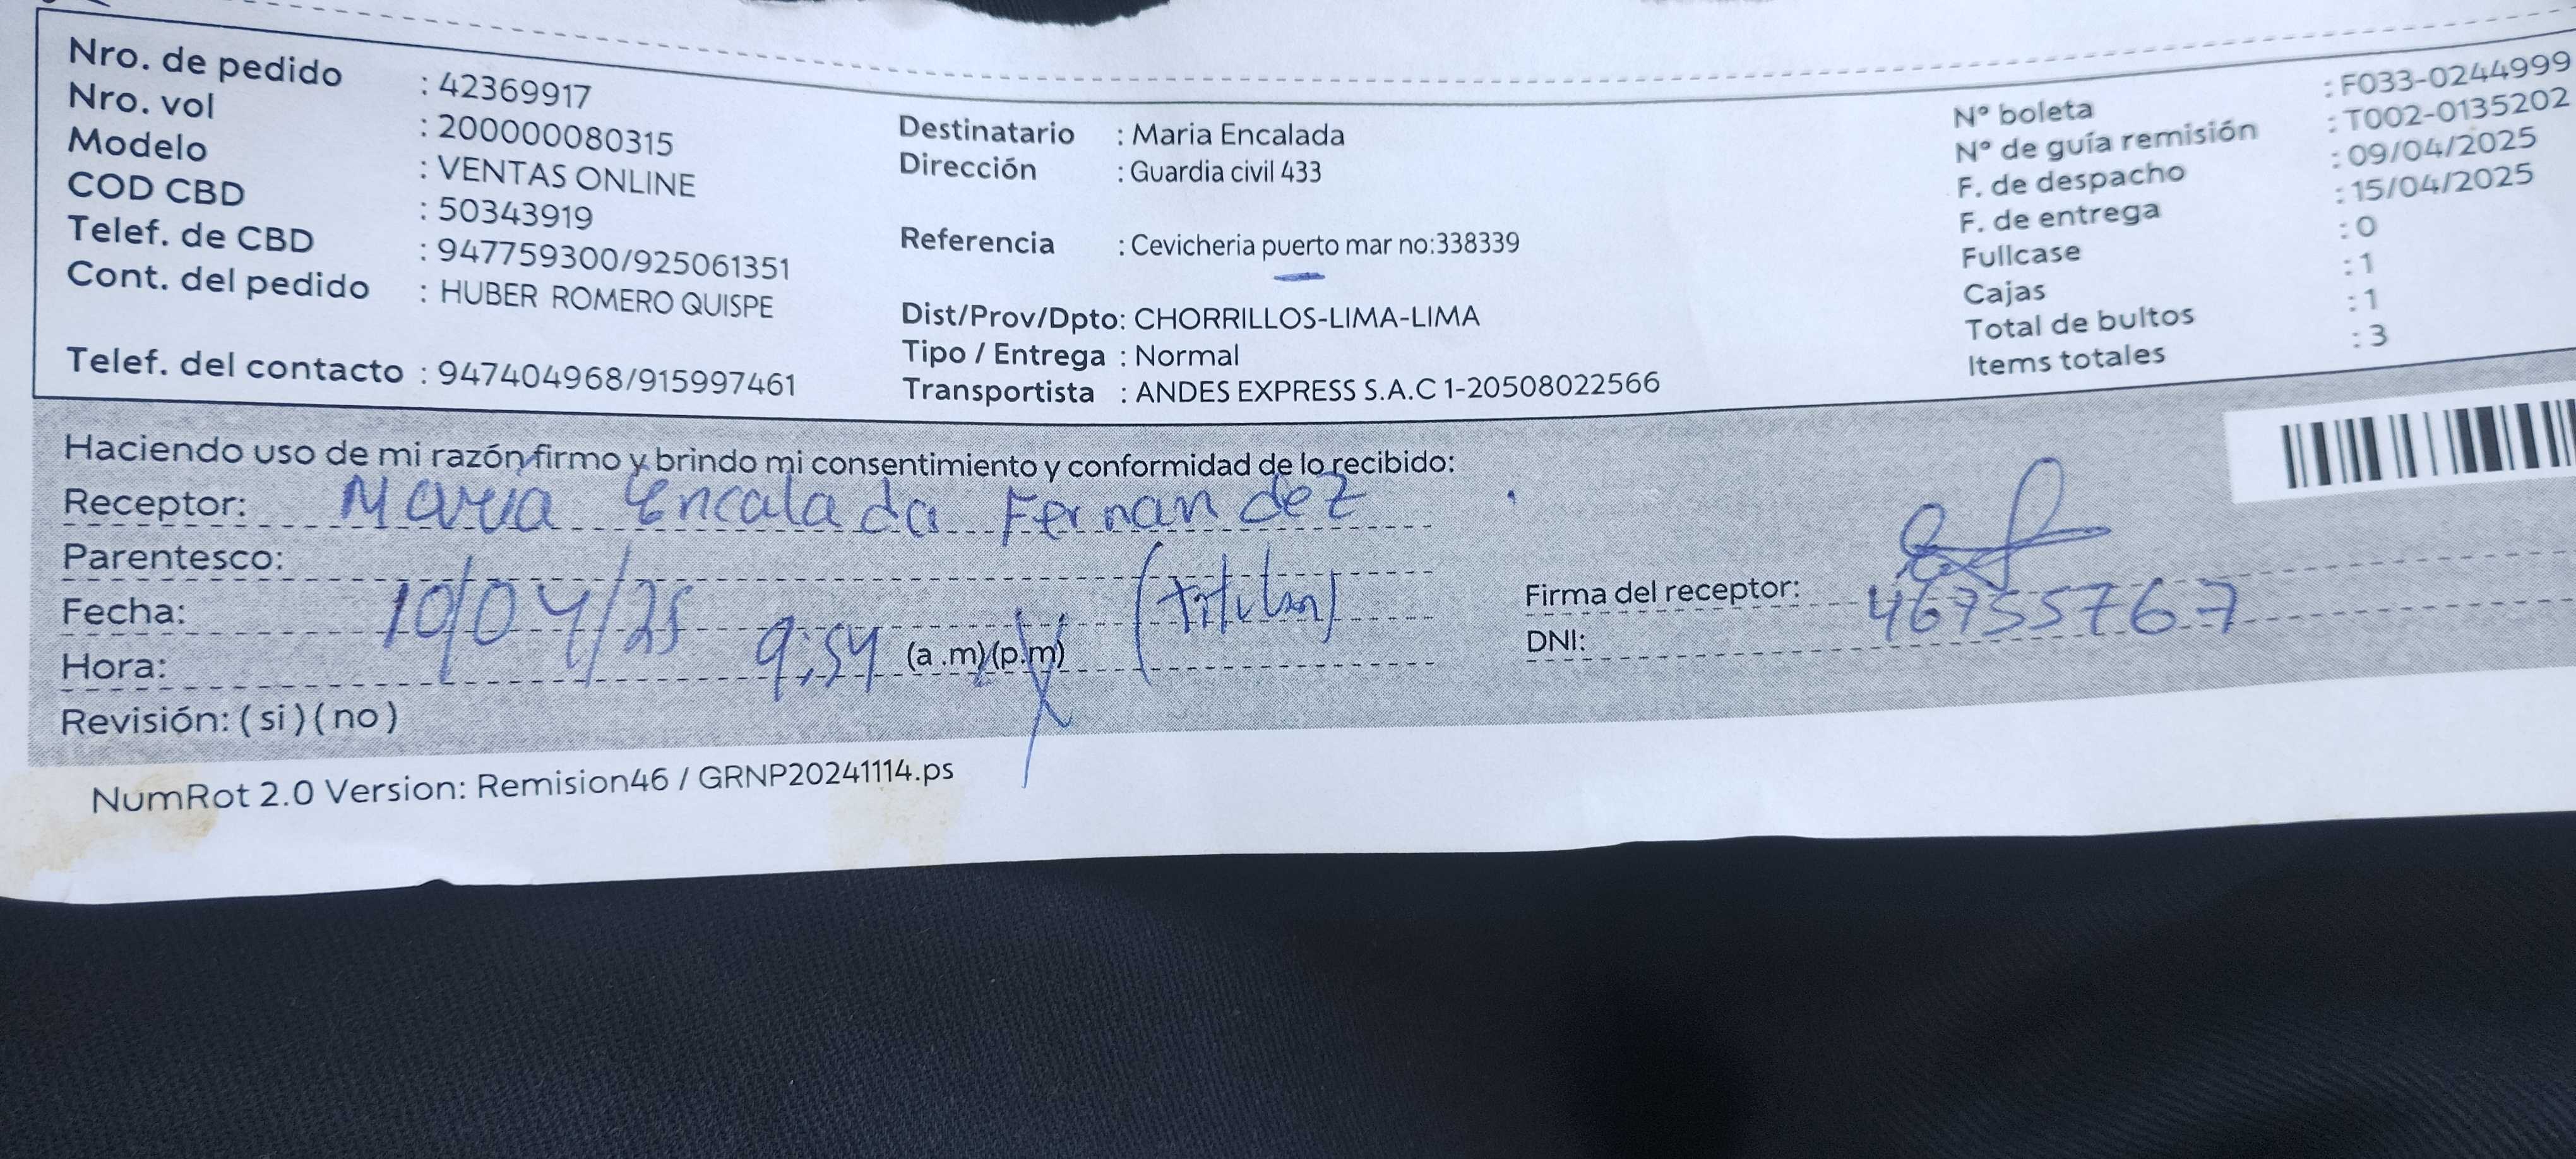 Nro. de pedido : 42369917
Nro. vol : 200000080315
Modelo : VENTAS ONLINE
COD CBD : 50343919
Telef. de CBD : 947759300/925061351
Cont. del pedido : HUBER ROMERO QUISPE
Telef. del contacto : 947404968/915997461
Destinatario : Maria Encalada
Dirección : Guardia civil 433
Referencia : Cevicheria puerto mar no:338339
Dist/Prov/Dpto: CHORRILLOS-LIMA-LIMA
Tipo / Entrega : Normal
Transportista : ANDES EXPRESS S.A.C 1-20508022566
N° boleta : F033-0244999
N° de guía remisión : T002-0135202
F. de despacho : 09/04/2025
F. de entrega : 15/04/2025
Fullcase : 0
Cajas : 1
Total de bultos : 1
Items totales : 3
Haciendo uso de mi razón firmo y brindo mi consentimiento y conformidad de lo recibido:
Receptor: Maria Encalada Fernandez
Parentesco: (titular)
Fecha: 10/04/25
Hora: 9:54 (a .m)(p.m)
Revisión: ( si ) ( no )
Firma del receptor:
DNI: 46755767
NumRot 2.0 Version: Remision46 / GRNP20241114.ps